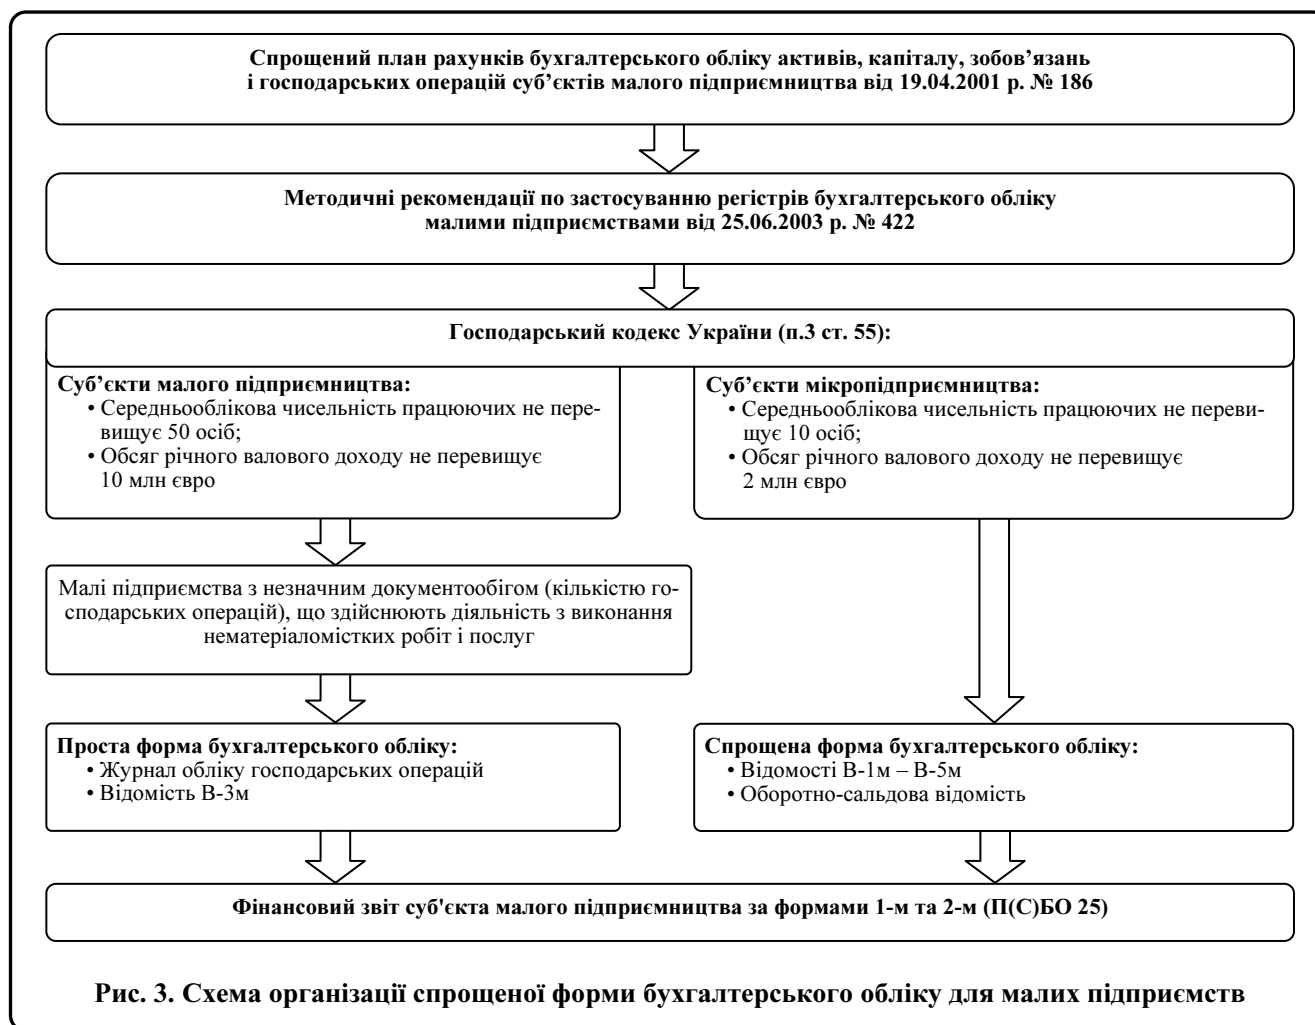 Спрощений план рахунків бухгалтерського обліку активів, капіталу, зобов’язань
і господарських операцій суб’єктів малого підприємництва від 19.04.2001 р. № 186
Методичні рекомендації по застосуванню регістрів бухгалтерського обліку
малими підприємствами від 25.06.2003 р. № 422
Господарський кодекс України (п.3 ст. 55):
Суб’єкти малого підприємництва:
• Середньооблікова чисельність працюючих не пере-
вищує 50 осіб;
• Обсяг річного валового доходу не перевищує
10 млн євро
Суб’єкти мікропідприємництва:
• Середньооблікова чисельність працюючих не переви-
щує 10 осіб;
• Обсяг річного валового доходу не перевищує
2 млн євро
Малі підприємства з незначним документообігом (кількістю го-
сподарських операцій), що здійснюють діяльність з виконання
нематеріаломістких робіт і послуг
Проста форма бухгалтерського обліку:
• Журнал обліку господарських операцій
• Відомість В-3м
Спрощена форма бухгалтерського обліку:
• Відомості В-1м – В-5м
• Оборотно-сальдова відомість
Фінансовий звіт суб'єкта малого підприємництва за формами 1-м та 2-м (П(С)БО 25)
Рис. 3. Схема організації спрощеної форми бухгалтерського обліку для малих підприємств